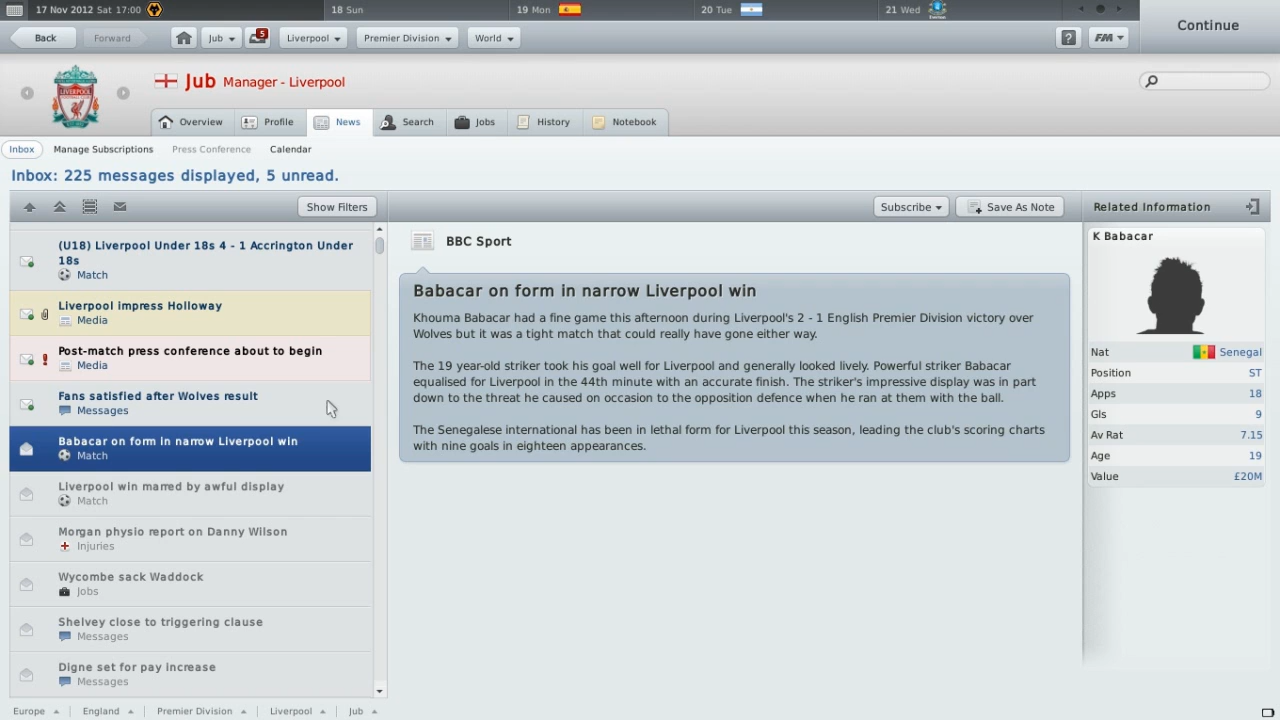 17 Nov 2012 Sat 17:00
18 Sun
19 Mon
20 Tue
21 Wed
Continue
Back
Forward
Job
5
Liverpool
Premier Division
World
?
FM
Jub Manager - Liverpool
Overview
Profile
News
Search
Jobs
History
Notebook
Inbox
Manage Subscriptions
Press Conference
Calendar
Inbox: 225 messages displayed, 5 unread.
Show Filters
Subscribe
Save As Note
Related Information
(U18) Liverpool Under 18s 4 - 1 Accrington Under
18s
Match
Liverpool impress Holloway
Media
Post-match press conference about to begin
Media
Fans satisfied after Wolves result
Messages
Babacar on form in narrow Liverpool win
Match
Liverpool win marred by awful display
Match
Morgan physio report on Danny Wilson
Injuries
Wycombe sack Waddock
Jobs
Shelvey close to triggering clause
Messages
Digne set for pay increase
Messages
BBC Sport
Babacar on form in narrow Liverpool win
Khouma Babacar had a fine game this afternoon during Liverpool's 2 - 1 English Premier Division victory over
Wolves but it was a tight match that could really have gone either way.
The 19 year-old striker took his goal well for Liverpool and generally looked lively. Powerful striker Babacar
equalised for Liverpool in the 44th minute with an accurate finish. The striker's impressive display was in part
down to the threat he caused on occasion to the opposition defence when he ran at them with the ball.
The Senegalese international has been in lethal form for Liverpool this season, leading the club's scoring charts
with nine goals in eighteen appearances.
K Babacar
Nat Senegal
Position ST
Apps 18
Gls 9
Av Rat 7.15
Age 19
Value £20M
Europe
England
Premier Division
Liverpool
Jub